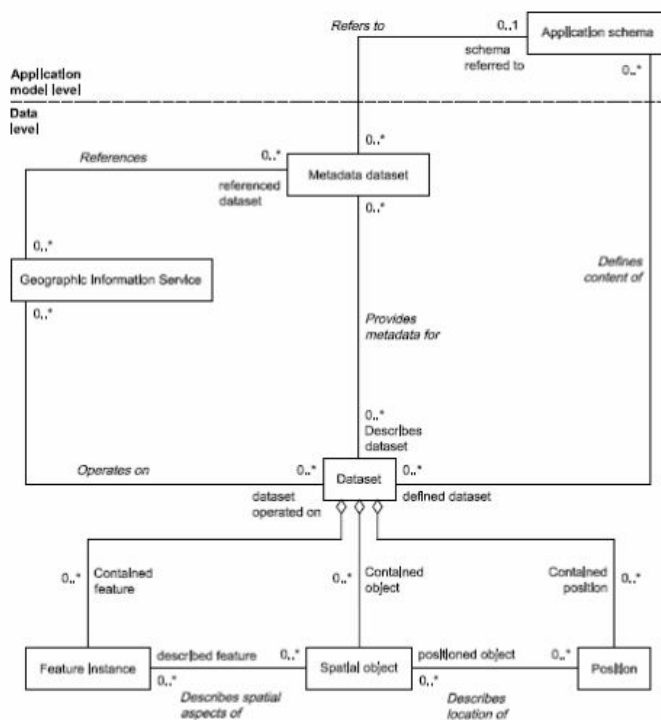 Refers to
0..1
Application schema
schema
referred to
0..*
Application
model level
Data
level
0..*
References
0..*
Metadata dataset
referenced
dataset
0..*
0..*
Geographic Information Service
0..*
Defines
content of
Provides
metadata for
0..*
Describes
dataset
Operates on
0..*
Dataset
0..*
dataset
operated on
defined dataset
0..*
Contained
feature
0..*
Contained
object
Contained
position
0..*
Feature instance
described feature
0..*
Spatial object
positioned object
0..*
Position
0..*
Describes spatial
aspects of
0..*
Describes
location of